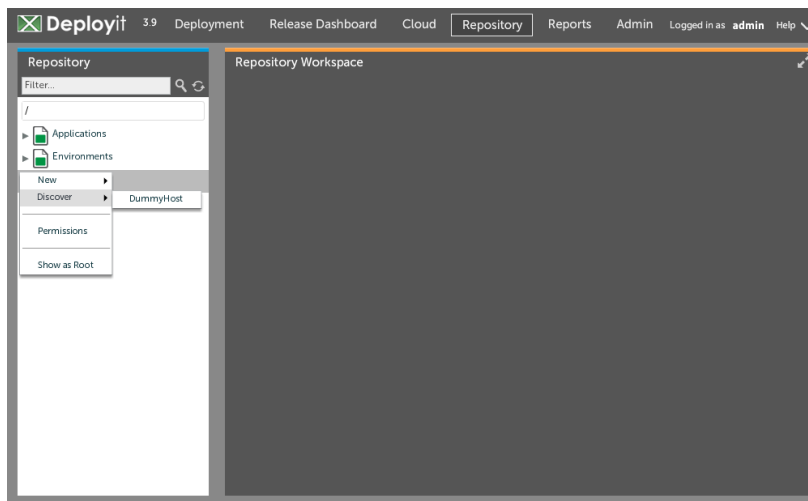 Deployit 3.9 Deployment Release Dashboard Cloud Repository Reports Admin Logged in as admin Help
Repository
Repository Workspace
Filter...
/
Applications
Environments
New
Discover
DummyHost
Permissions
Show as Root